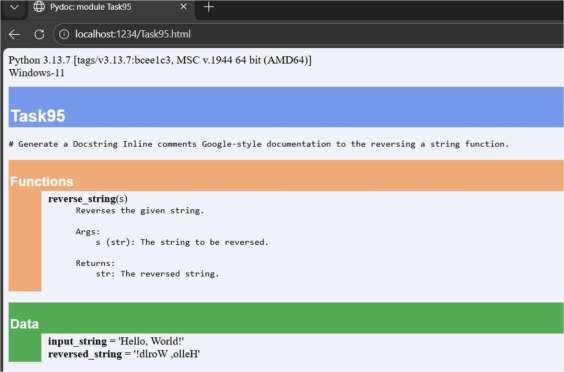 Pydoc: module Task95
localhost:1234/Task95.html
Python 3.13.7 [tags/v3.13.7:bcee1c3, MSC v.1944 64 bit (AMD64)]
Windows-11
Task95
# Generate a Docstring Inline comments Google-style documentation to the reversing a string function.
Functions
reverse_string(s)
Reverses the given string.
Args:
s (str): The string to be reversed.
Returns:
str: The reversed string.
Data
input_string = 'Hello, World!'
reversed_string = '!dlroW ,olleH'